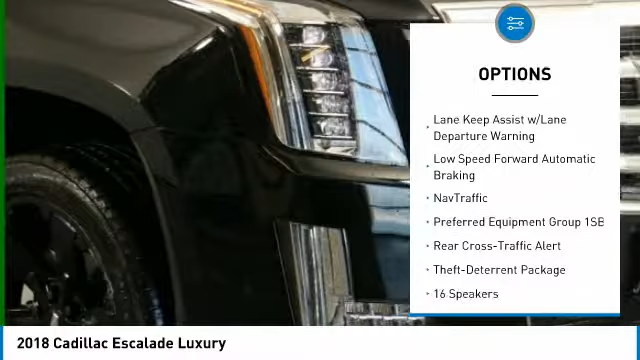 OPTIONS
· Lane Keep Assist w/Lane
Departure Warning
· Low Speed Forward Automatic
Braking
· NavTraffic
· Preferred Equipment Group 1SB
· Rear Cross-Traffic Alert
· Theft-Deterrent Package
· 16 Speakers
2018 Cadillac Escalade Luxury